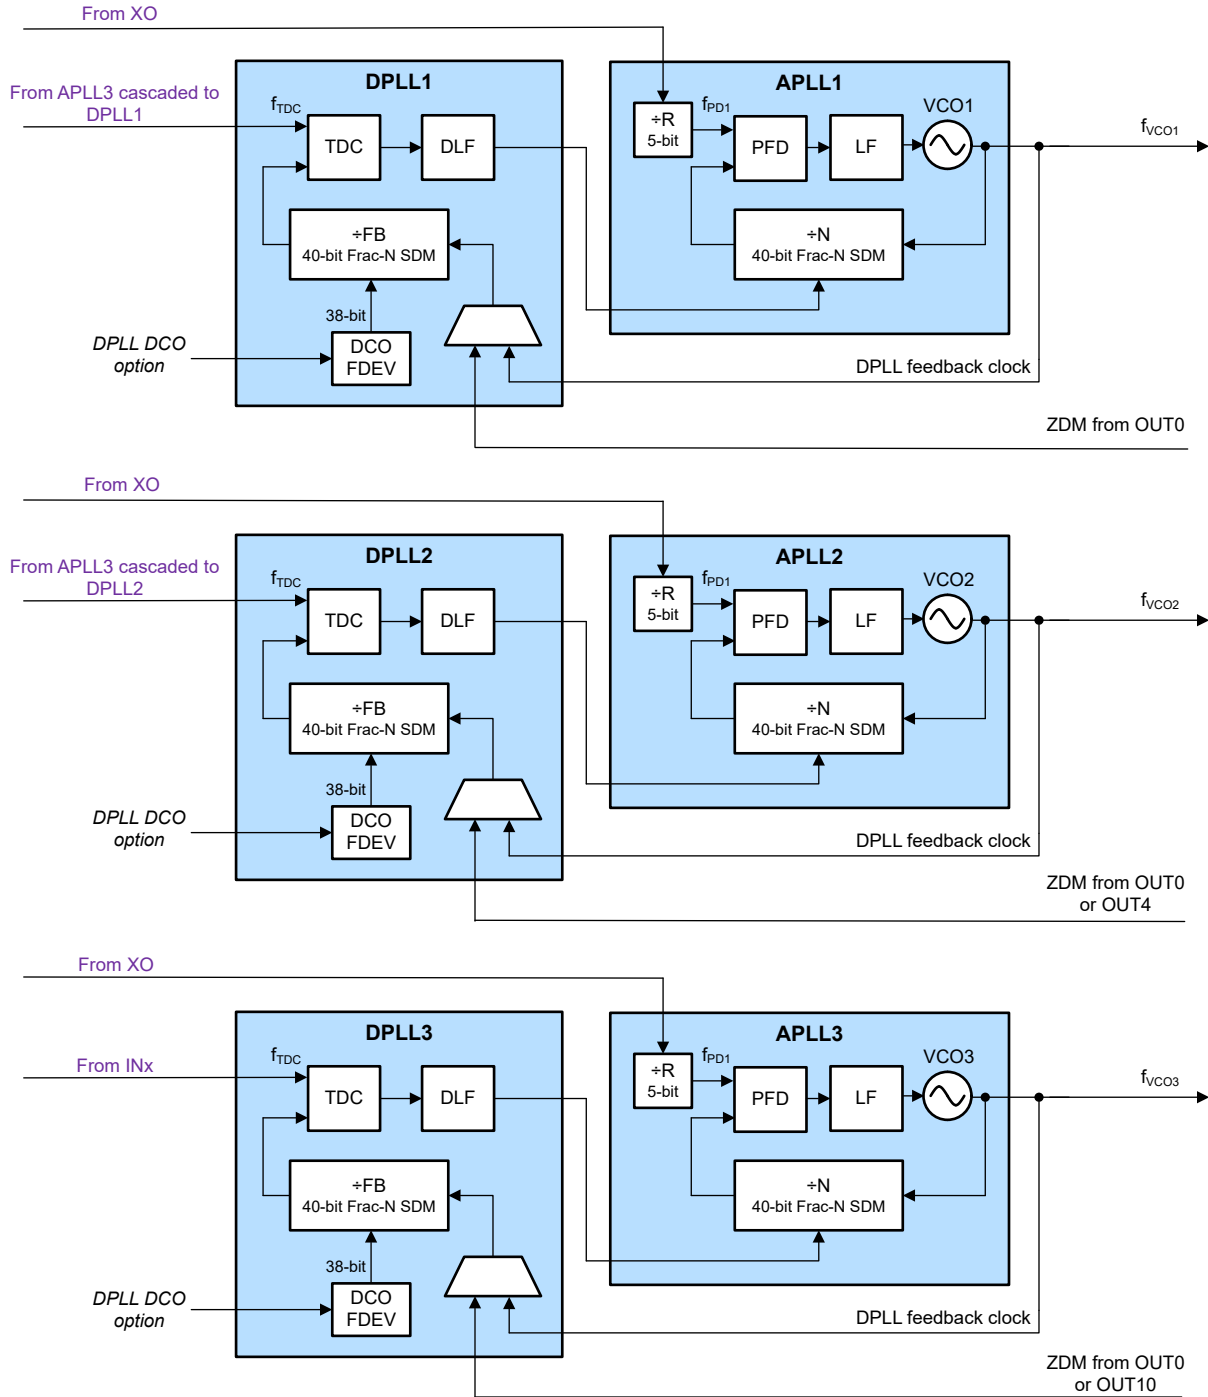 From XO
DPLL1
APLL1
From APLL3 cascaded to
DPLL1
fTDC
TDC
DLF
÷R
5-bit
fPD1
PFD
LF
VCO1
fVCO1
÷FB
40-bit Frac-N SDM
÷N
40-bit Frac-N SDM
38-bit
DPLL DCO
option
DCO
FDEV
DPLL feedback clock
ZDM from OUT0
From XO
DPLL2
APLL2
From APLL3 cascaded to
DPLL2
fTDC
TDC
DLF
÷R
5-bit
fPD1
PFD
LF
VCO2
fVCO2
÷FB
40-bit Frac-N SDM
÷N
40-bit Frac-N SDM
38-bit
DPLL DCO
option
DCO
FDEV
DPLL feedback clock
ZDM from OUT0
or OUT4
From XO
DPLL3
APLL3
From INx
fTDC
TDC
DLF
÷R
5-bit
fPD1
PFD
LF
VCO3
fVCO3
÷FB
40-bit Frac-N SDM
÷N
40-bit Frac-N SDM
38-bit
DPLL DCO
option
DCO
FDEV
DPLL feedback clock
ZDM from OUT0
or OUT10